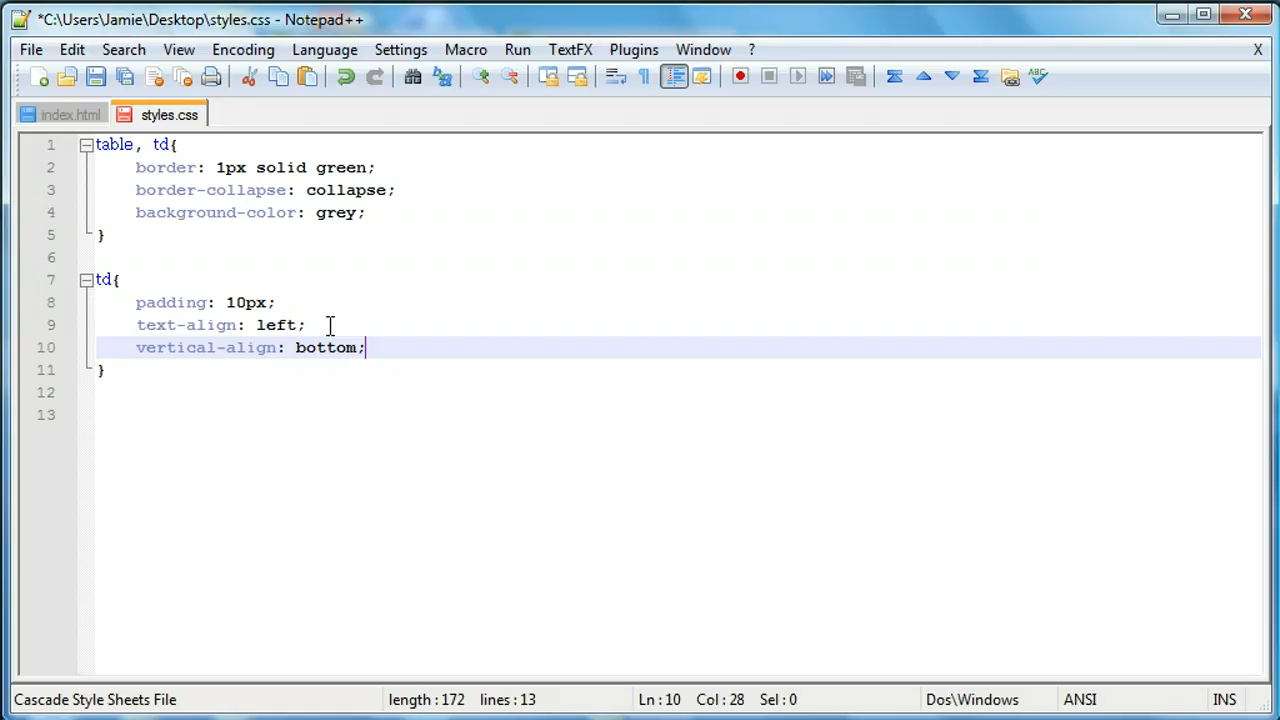 *C:\Users\Jamie\Desktop\styles.css - Notepad++
File Edit Search View Encoding Language Settings Macro Run TextFX Plugins Window ? X
index.html styles.css
1 table, td{
2 border: 1px solid green;
3 border-collapse: collapse;
4 background-color: grey;
5 }
6
7 td{
8 padding: 10px;
9 text-align: left;
10 vertical-align: bottom;
11 }
12
13
Cascade Style Sheets File length : 172 lines : 13 Ln : 10 Col : 28 Sel : 0 Dos\Windows ANSI INS